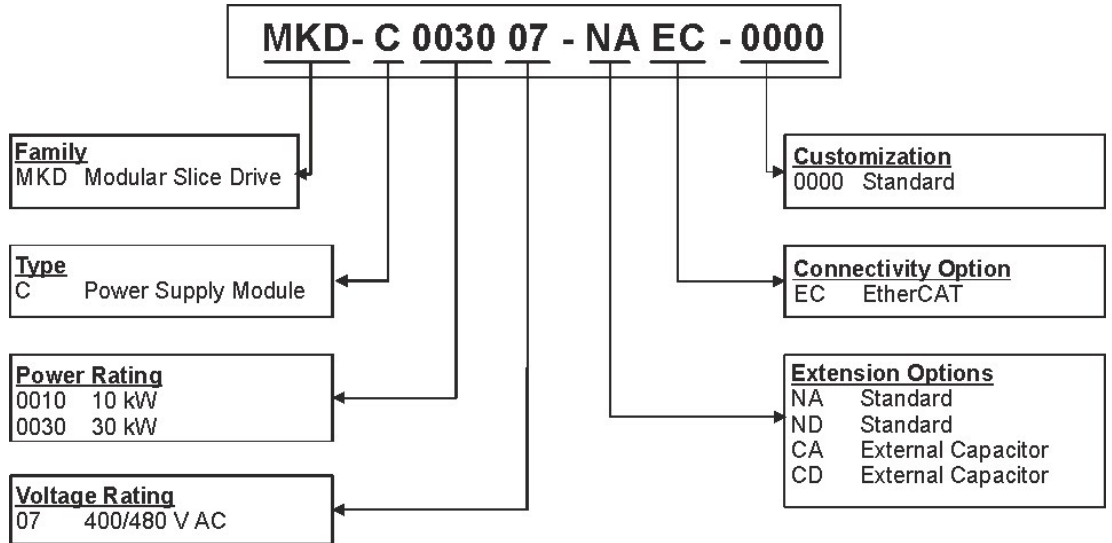 MKD- C 0030 07 - NA EC - 0000
Family
MKD Modular Slice Drive
Type
C Power Supply Module
Power Rating
0010 10 kW
0030 30 kW
Voltage Rating
07 400/480 V AC
Customization
0000 Standard
Connectivity Option
EC EtherCAT
Extension Options
NA Standard
ND Standard
CA External Capacitor
CD External Capacitor